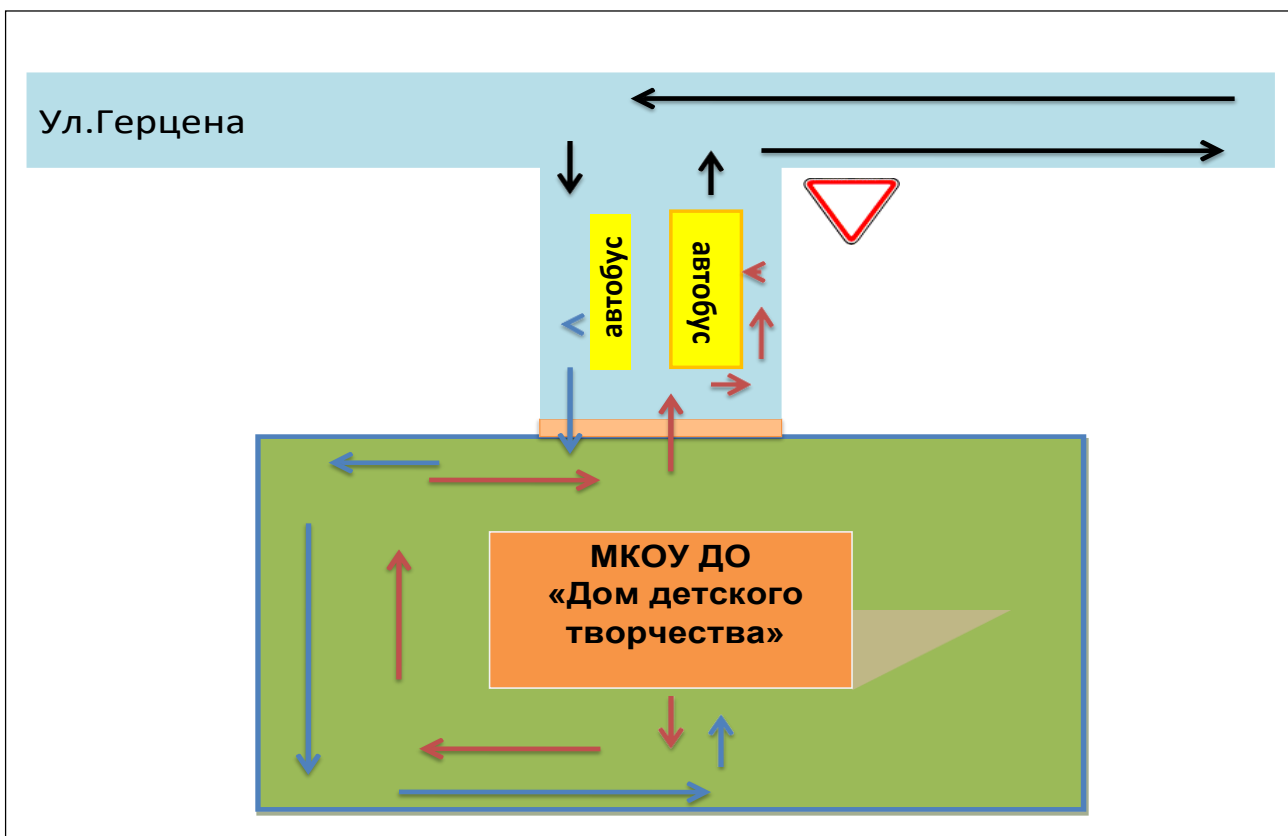 Ул.Герцена
автобус
автобус
МКОУ ДО
«Дом детского
творчества»